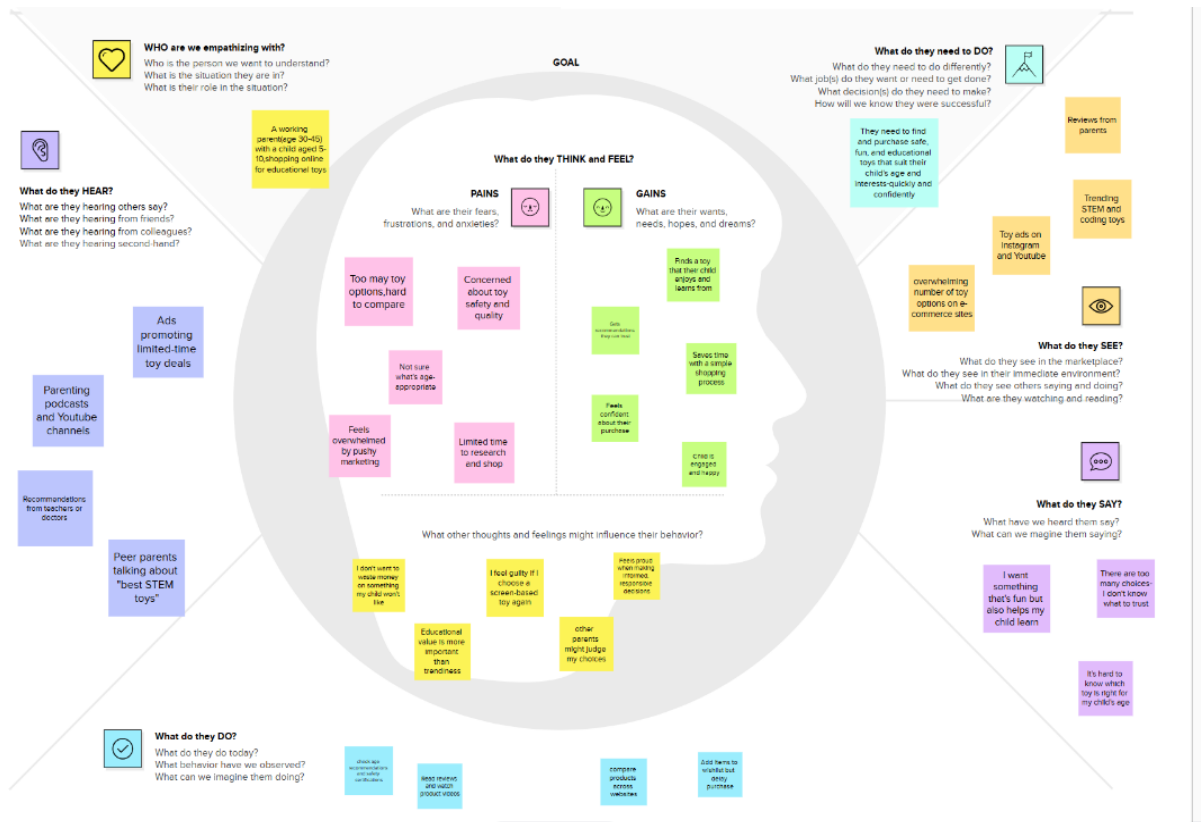 WHO are we empathizing with?
Who is the person we want to understand?
What is the situation they are in?
What is their role in the situation?
A working
parent(age 30-45)
with a child aged 5-
10,shopping online
for educational toys
GOAL
What do they need to DO?
What do they need to do differently?
What job(s) do they want or need to get done?
What decision(s) do they need to make?
How will we know they were successful?
They need to find
and purchase safe,
fun, and educational
toys that suit their
child's age and
interests-quickly and
confidently
Reviews from
parents
Trending
STEM and
coding toys
Toy ads on
Instagram
and Youtube
overwhelming
number of toy
options on e-
commerce sites
What do they SEE?
What do they see in the marketplace?
What do they see in their immediate environment?
What do they see others saying and doing?
What are they watching and reading?
What do they HEAR?
What are they hearing others say?
What are they hearing from friends?
What are they hearing from colleagues?
What are they hearing second-hand?
Ads
promoting
limited-time
toy deals
Parenting
podcasts
and Youtube
channels
Recommendations
from teachers or
doctors
Peer parents
talking about
"best STEM
toys"
What do they THINK and FEEL?
PAINS
What are their fears,
frustrations, and anxieties?
Too may toy
options,hard
to compare
Concerned
about toy
safety and
quality
Not sure
what's age-
appropriate
Feels
overwhelmed
by pushy
marketing
Limited time
to research
and shop
GAINS
What are their wants,
needs, hopes, and dreams?
Finds a toy
that their child
enjoys and
learns from
Gets
recommendations
they can trust
Saves time
with a simple
shopping
process
Feels
confident
about their
purchase
Child is
engaged
and happy
What other thoughts and feelings might influence their behavior?
I don't want to
waste money
on something
my child won't
like
I feel guilty if I
choose a
screen-based
toy again
Feels proud
when making
informed,
responsible
decisions
Educational
value is more
important
than
trendiness
other
parents
might judge
my choices
What do they SAY?
What have we heard them say?
What can we imagine them saying?
I want
something
that's fun but
also helps my
child learn
There are too
many choices-
I don't know
what to trust
It's hard to
know which
toy is right for
my child's age
What do they DO?
What do they do today?
What behavior have we observed?
What can we imagine them doing?
check age
recommendations
and safety
certifications
Read reviews
and watch
product videos
compare
products
across
websites
Add items to
wishlist but
delay
purchase